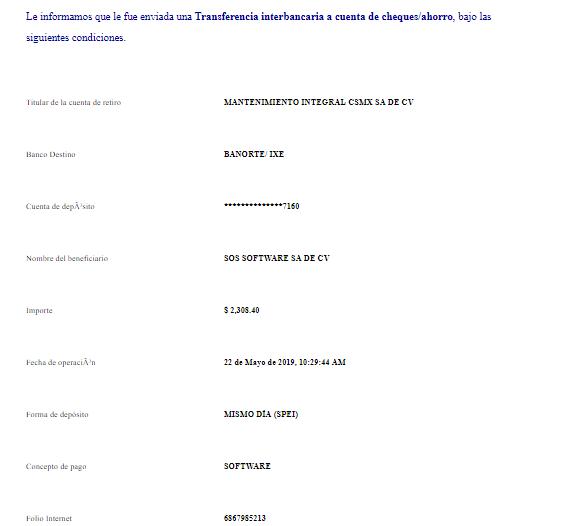 Le informamos que le fue enviada una Transferencia interbancaria a cuenta de cheques/ahorro, bajo las
siguientes condiciones.
Titular de la cuenta de retiro MANTENIMIENTO INTEGRAL CSMX SA DE CV
Banco Destino BANORTE/ IXE
Cuenta de depÃ³sito **************7160
Nombre del beneficiario SOS SOFTWARE SA DE CV
Importe $ 2,308.40
Fecha de operaciÃ³n 22 de Mayo de 2019, 10:29:44 AM
Forma de depósito MISMO DÍA (SPEI)
Concepto de pago SOFTWARE
Folio Internet 6867985213